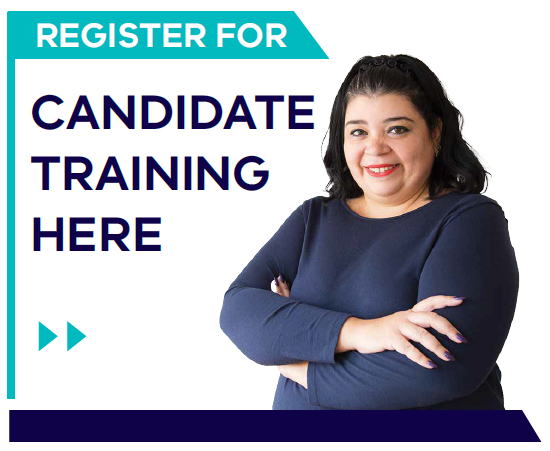 REGISTER FOR
CANDIDATE
TRAINING
HERE